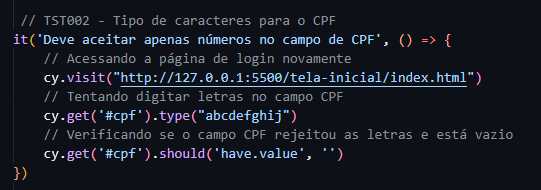 // TST002 - Tipo de caracteres para o CPF
it('Deve aceitar apenas números no campo de CPF', () => {
    // Acessando a página de login novamente
    cy.visit("http://127.0.0.1:5500/tela-inicial/index.html")
    // Tentando digitar letras no campo CPF
    cy.get('#cpf').type("abcdefghij")
    // Verificando se o campo CPF rejeitou as letras e está vazio
    cy.get('#cpf').should('have.value', '')
})